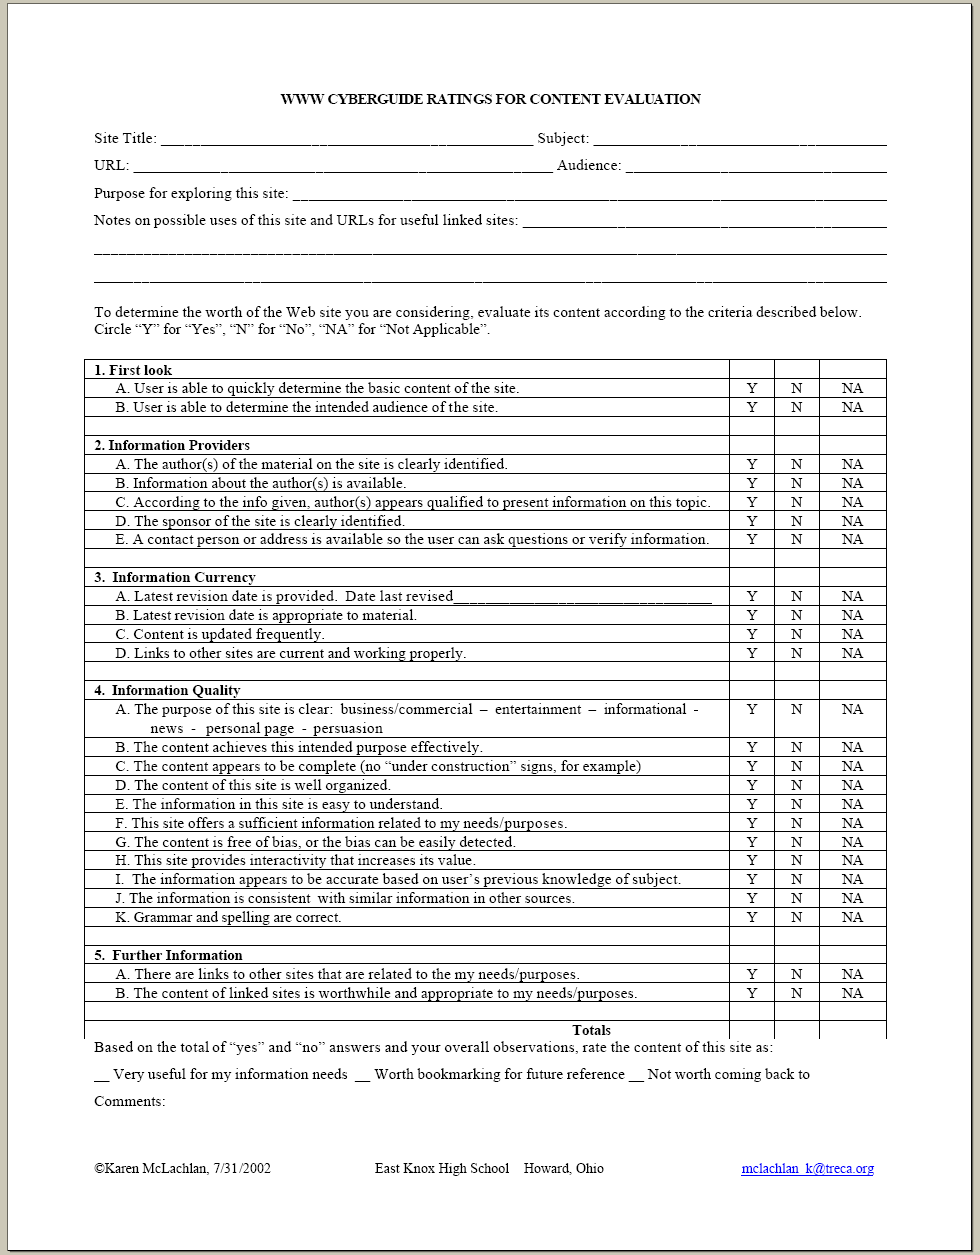 WWW CYBERGUIDE RATINGS FOR CONTENT EVALUATION
Site Title: ______________________________________________ Subject: ____________________________________
URL: ____________________________________________________ Audience: ________________________________
Purpose for exploring this site: __________________________________________________________________________
Notes on possible uses of this site and URLs for useful linked sites: _____________________________________________
To determine the worth of the Web site you are considering, evaluate its content according to the criteria described below.
Circle “Y” for “Yes”, “N” for “No”, “NA” for “Not Applicable”.
1. First look
A. User is able to quickly determine the basic content of the site. Y N NA
B. User is able to determine the intended audience of the site. Y N NA
2. Information Providers
A. The author(s) of the material on the site is clearly identified. Y N NA
B. Information about the author(s) is available. Y N NA
C. According to the info given, author(s) appears qualified to present information on this topic. Y N NA
D. The sponsor of the site is clearly identified. Y N NA
E. A contact person or address is available so the user can ask questions or verify information. Y N NA
3. Information Currency
A. Latest revision date is provided. Date last revised________________________________ Y N NA
B. Latest revision date is appropriate to material. Y N NA
C. Content is updated frequently. Y N NA
D. Links to other sites are current and working properly. Y N NA
4. Information Quality
A. The purpose of this site is clear: business/commercial – entertainment – informational - Y N NA
news - personal page - persuasion
B. The content achieves this intended purpose effectively. Y N NA
C. The content appears to be complete (no “under construction” signs, for example) Y N NA
D. The content of this site is well organized. Y N NA
E. The information in this site is easy to understand. Y N NA
F. This site offers a sufficient information related to my needs/purposes. Y N NA
G. The content is free of bias, or the bias can be easily detected. Y N NA
H. This site provides interactivity that increases its value. Y N NA
I. The information appears to be accurate based on user’s previous knowledge of subject. Y N NA
J. The information is consistent with similar information in other sources. Y N NA
K. Grammar and spelling are correct. Y N NA
5. Further Information
A. There are links to other sites that are related to the my needs/purposes. Y N NA
B. The content of linked sites is worthwhile and appropriate to my needs/purposes. Y N NA
Totals
Based on the total of “yes” and “no” answers and your overall observations, rate the content of this site as:
__ Very useful for my information needs __ Worth bookmarking for future reference __ Not worth coming back to
Comments:
©Karen McLachlan, 7/31/2002 East Knox High School Howard, Ohio mclachlan_k@treca.org